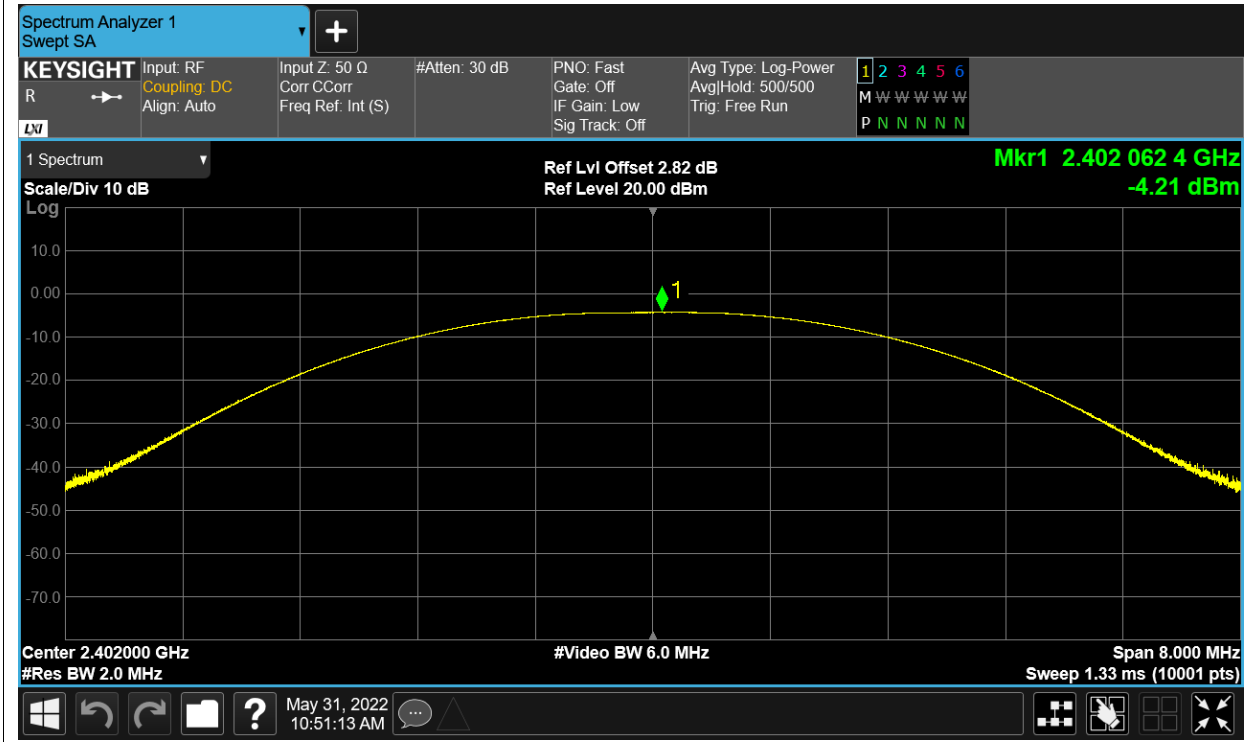 Spectrum Analyzer 1
Swept SA
+
KEYSIGHT
R
LXI
Input: RF
Coupling: DC
Align: Auto
Input Z: 50 Ω
Corr CCorr
Freq Ref: Int (S)
#Atten: 30 dB
PNO: Fast
Gate: Off
IF Gain: Low
Sig Track: Off
Avg Type: Log-Power
Avg|Hold: 500/500
Trig: Free Run
1 2 3 4 5 6
M W W W W W
P N N N N N
1 Spectrum
Scale/Div 10 dB
Log
Ref Lvl Offset 2.82 dB
Ref Level 20.00 dBm
Mkr1 2.402 062 4 GHz
-4.21 dBm
10.0
0.00
-10.0
-20.0
-30.0
-40.0
-50.0
-60.0
-70.0
1
Center 2.402000 GHz
#Res BW 2.0 MHz
#Video BW 6.0 MHz
Span 8.000 MHz
Sweep 1.33 ms (10001 pts)
?
May 31, 2022
10:51:13 AM